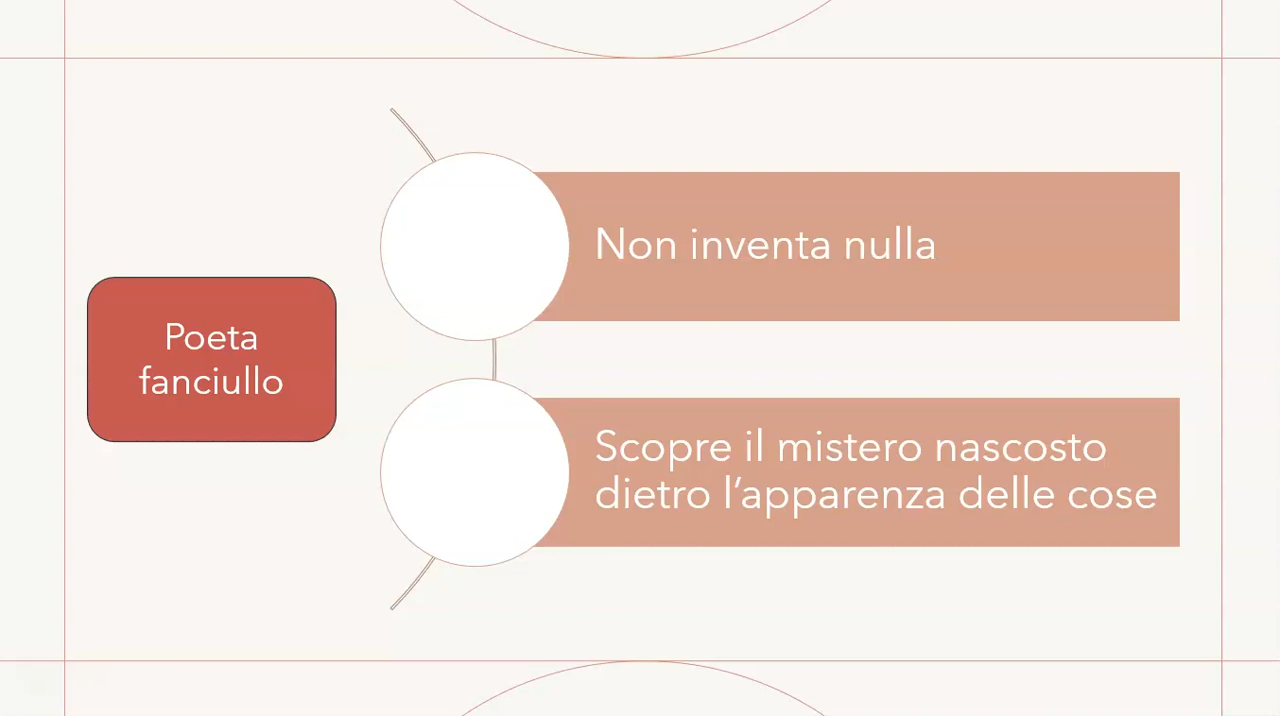 Poeta
fanciullo
Non inventa nulla
Scopre il mistero nascosto
dietro l’apparenza delle cose